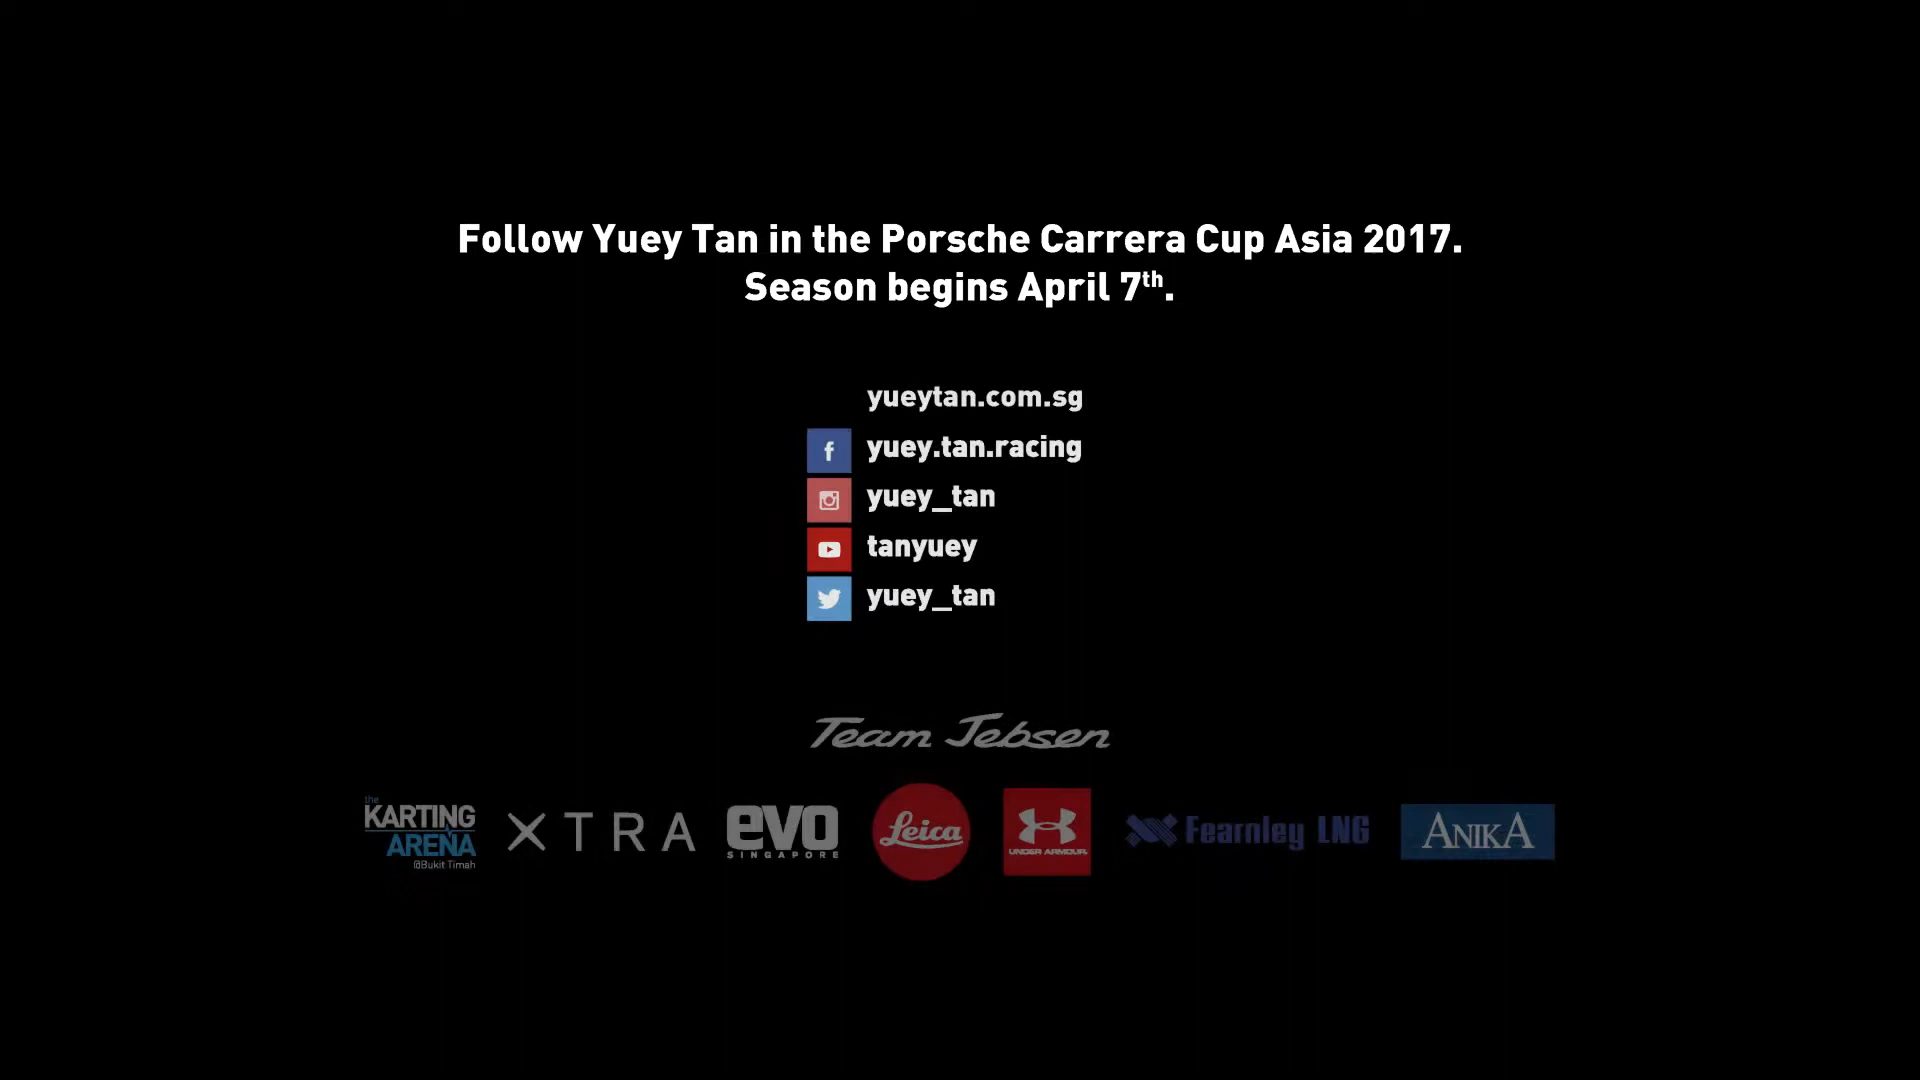 Follow Yuey Tan in the Porsche Carrera Cup Asia 2017.
Season begins April 7th.
yueytan.com.sg
yuey.tan.racing
yuey_tan
tanyuey
yuey_tan
Team Jebsen
the
KARTING
ARENA
@Bukit Timah
XTRA
evo
SINGAPORE
Leica
UNDER ARMOUR
Fearnley LNG
ANIKA